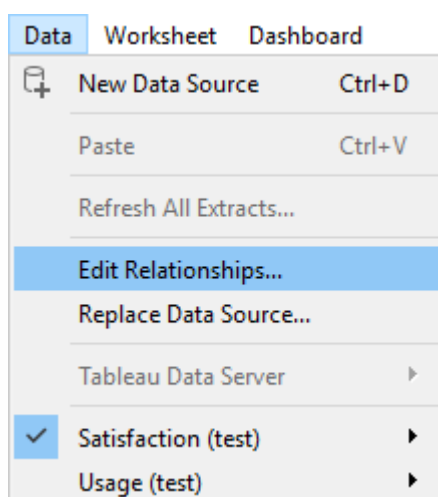 Data Worksheet Dashboard
New Data Source Ctrl+D
Paste Ctrl+V
Refresh All Extracts...
Edit Relationships...
Replace Data Source...
Tableau Data Server
Satisfaction (test)
Usage (test)